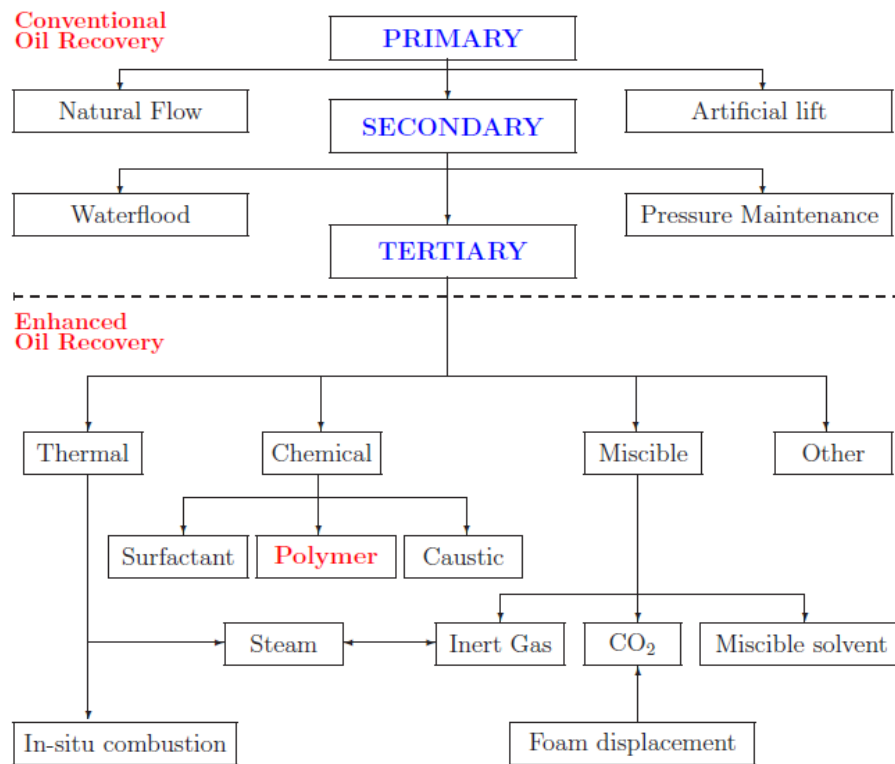 Conventional
Oil Recovery
PRIMARY
Natural Flow
Artificial lift
SECONDARY
Waterflood
Pressure Maintenance
TERTIARY
Enhanced
Oil Recovery
Thermal
Chemical
Miscible
Other
Surfactant
Polymer
Caustic
Steam
Inert Gas
CO₂
Miscible solvent
In-situ combustion
Foam displacement